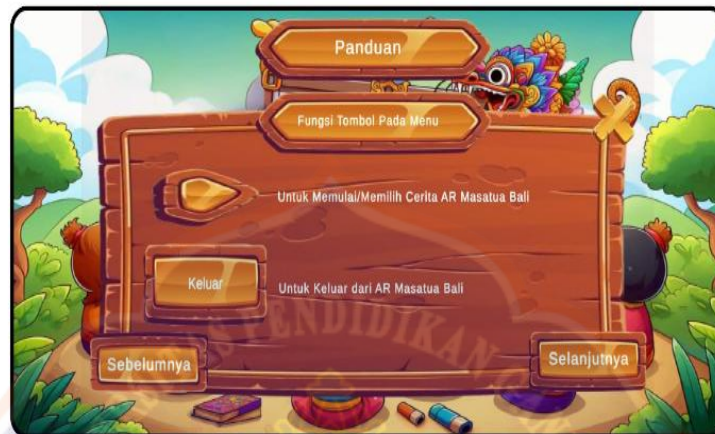 Panduan
Fungsi Tombol Pada Menu
Untuk Memulai/Memilih Cerita AR Masatua Bali
Keluar
Untuk Keluar dari AR Masatua Bali
PENDIDIKAN
Sebelumnya
Selanjutnya